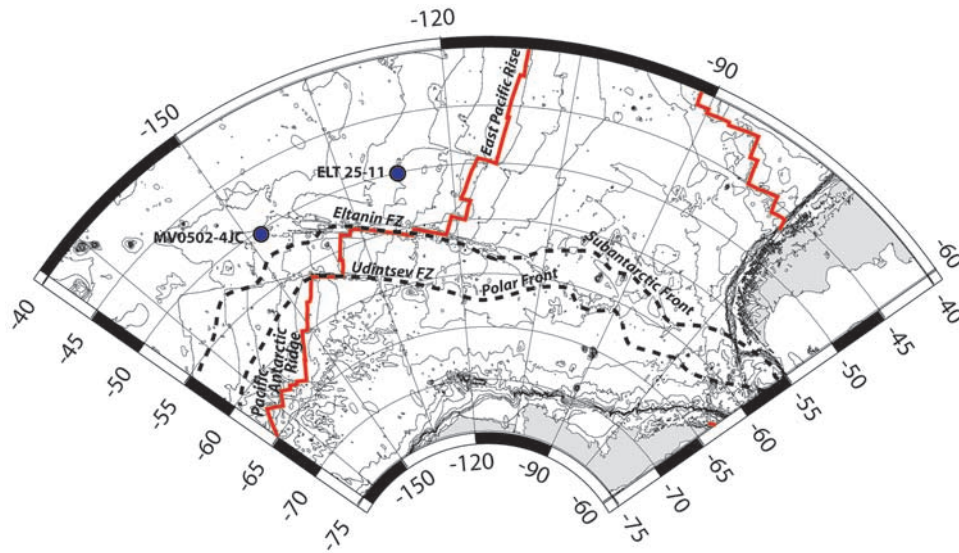 -120
-90
-150
East Pacific Rise
ELT 25-11
Eltanin FZ
MV0502-4JC
Subantarctic Front
Udintsev FZ
Polar Front
Pacific
Antarctic
Ridge
-40
-45
-50
-55
-60
-65
-70
-75
-60
-40
-45
-50
-55
-60
-65
-70
-75
-150
-120
-90
-60